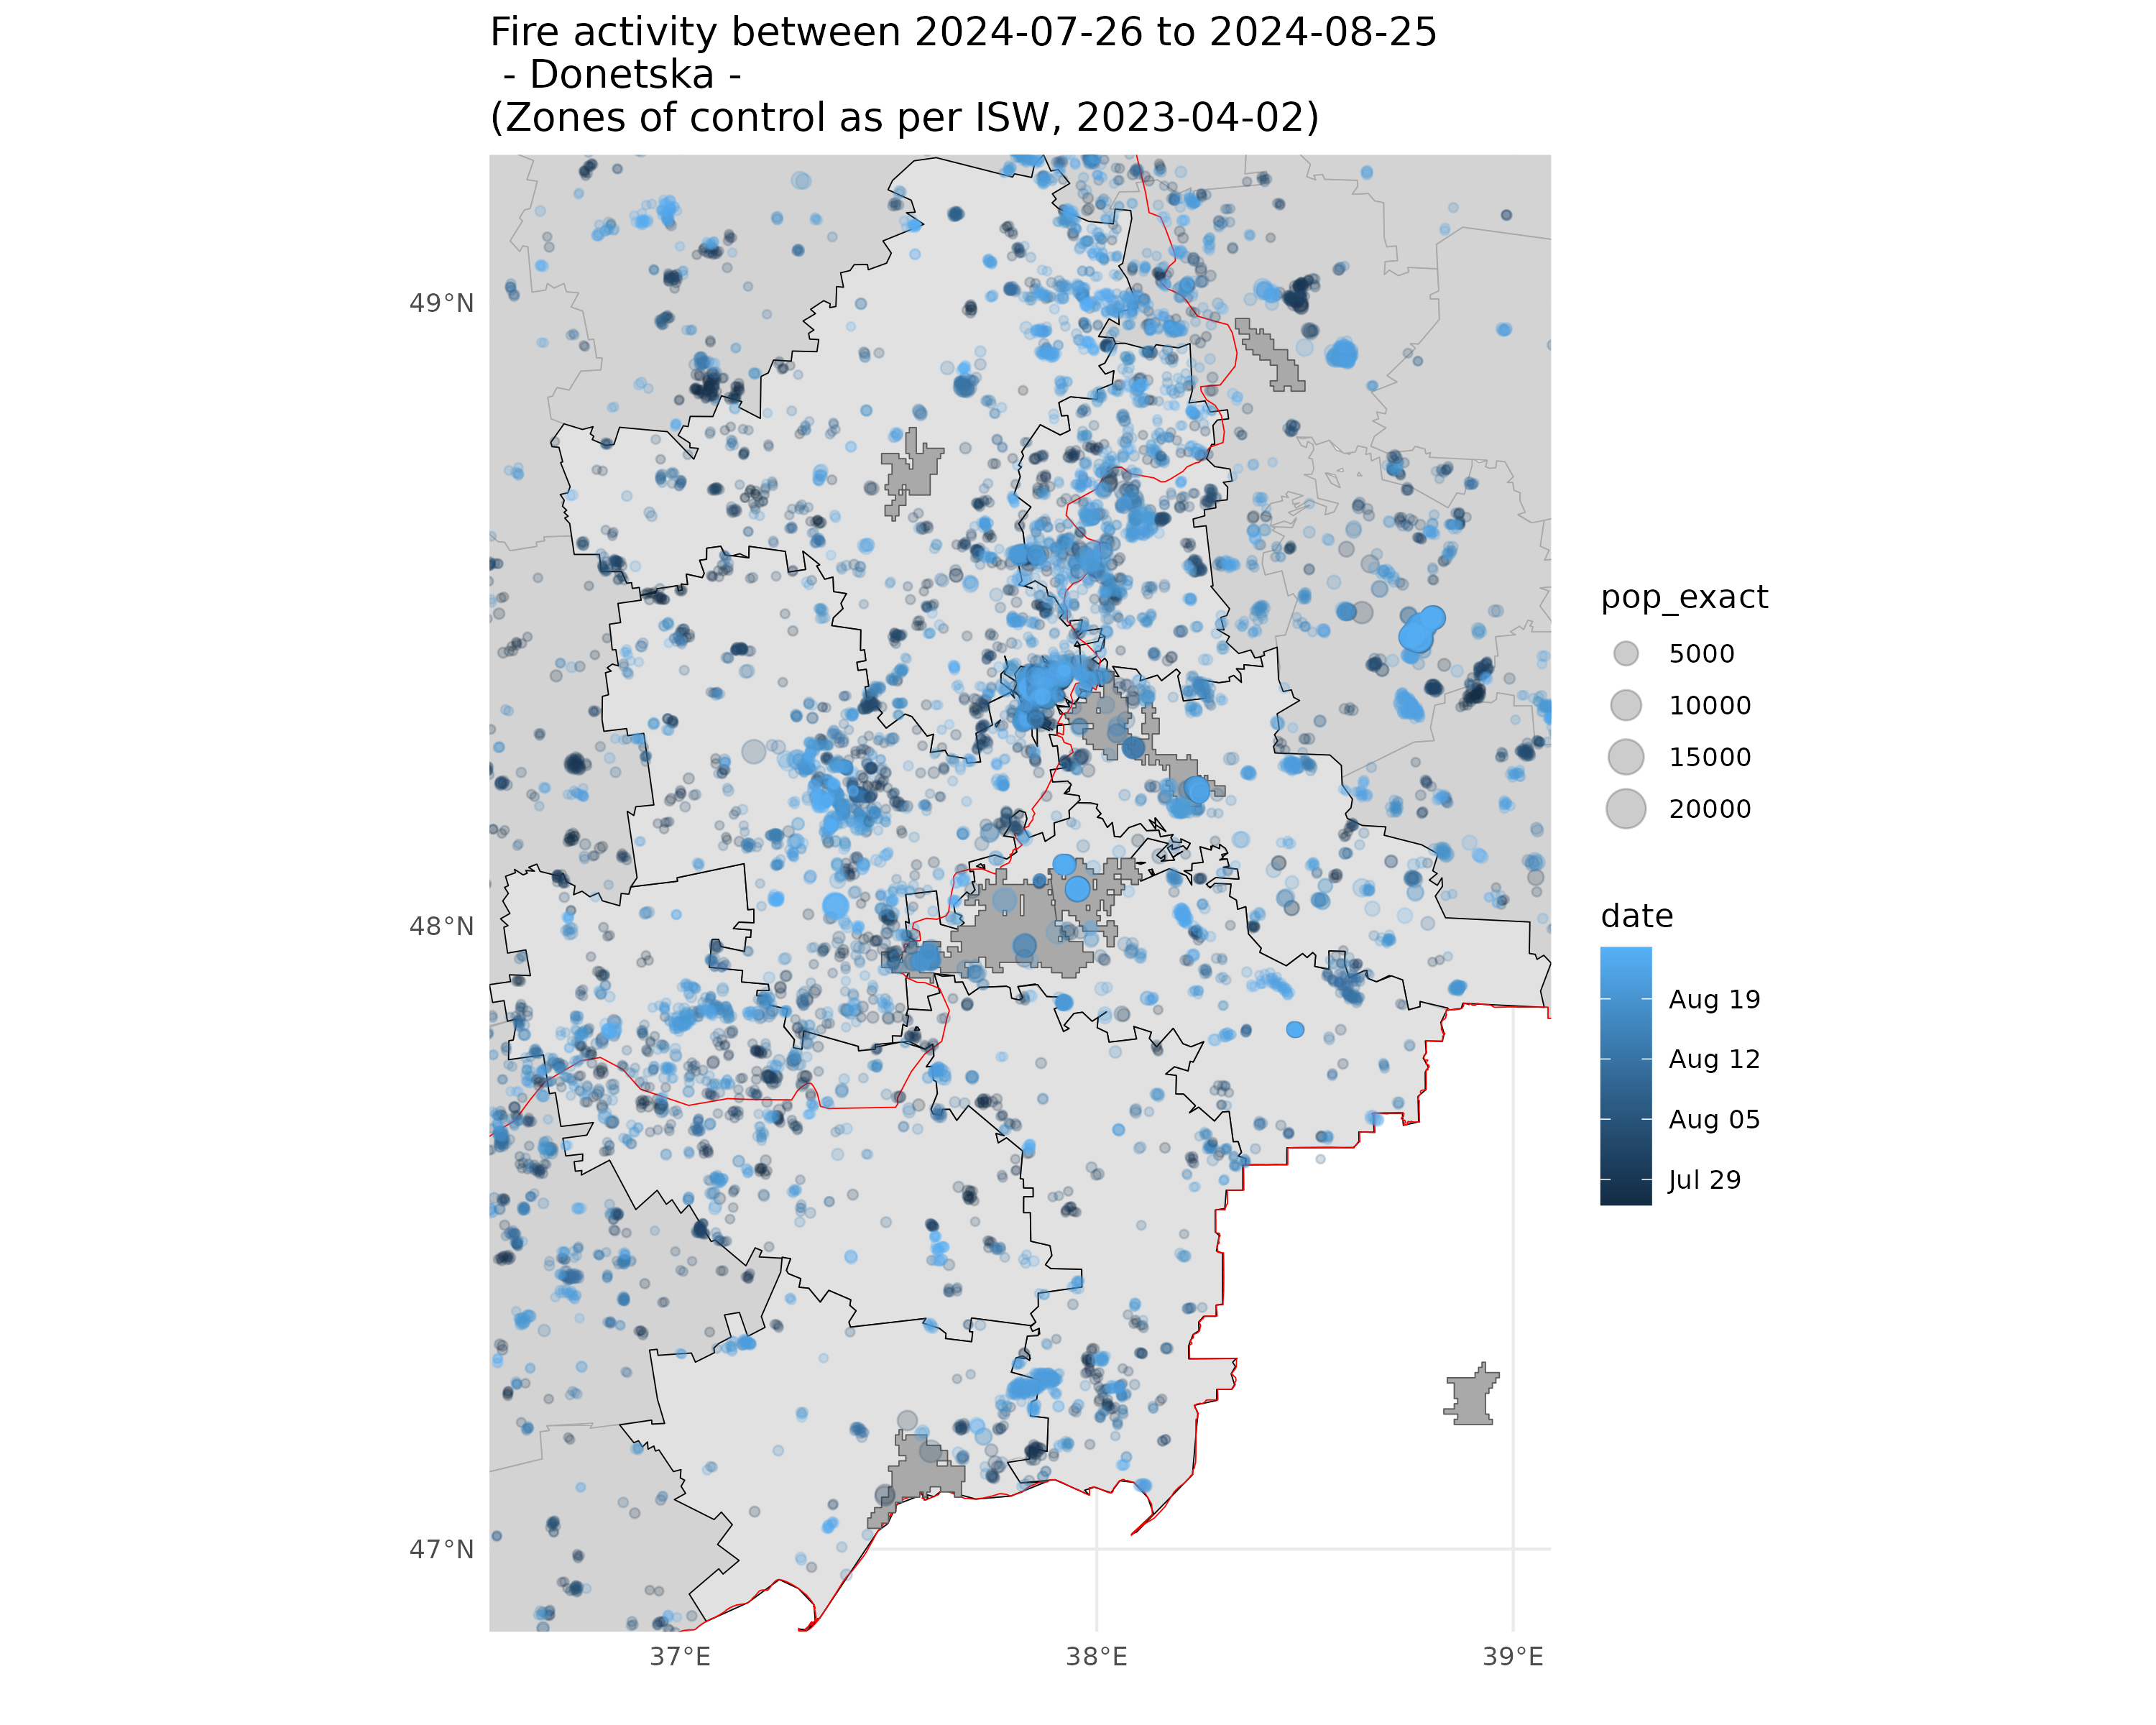 Fire activity between 2024-07-26 to 2024-08-25
- Donetska -
(Zones of control as per ISW, 2023-04-02)
49°N
48°N
47°N
37°E
38°E
39°E
pop_exact
5000
10000
15000
20000
date
Aug 19
Aug 12
Aug 05
Jul 29